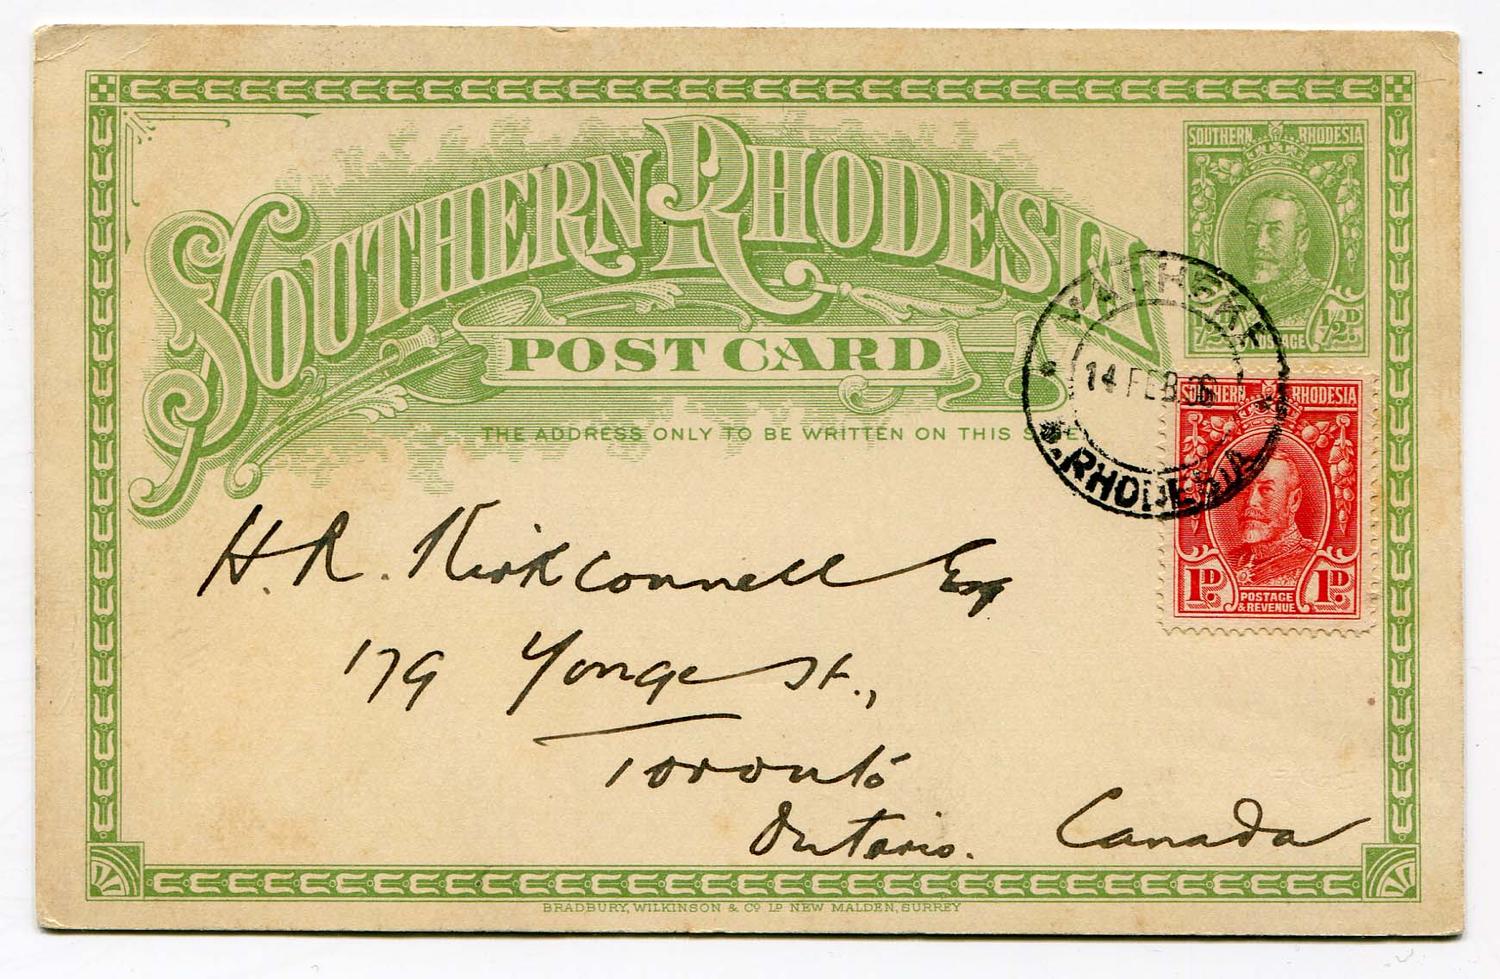 SOUTHERN RHODESIA
POST CARD
THE ADDRESS ONLY TO BE WRITTEN ON THIS SIDE
SOUTHERN RHODESIA
½D ½D
POSTAGE
14 FEB 36
S. RHODESIA
SOUTHERN RHODESIA
1D. 1D.
POSTAGE
& REVENUE
H. R. Kirkconnell Esq
179 Yonge St.,
Toronto
Ontario. Canada
BRADBURY, WILKINSON & Co Ld NEW MALDEN, SURREY